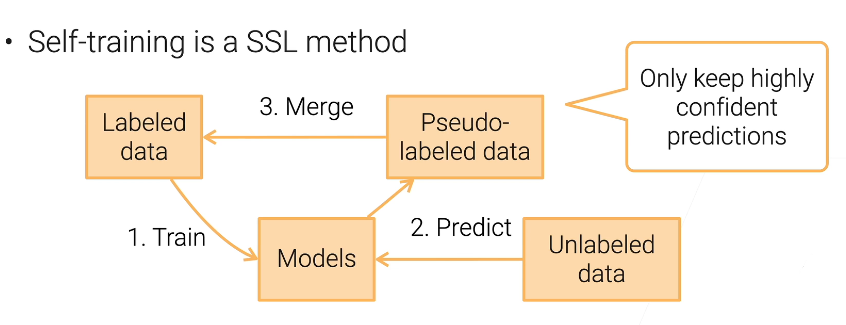 • Self-training is a SSL method
Only keep highly
confident
predictions
3. Merge
Labeled
data
Pseudo-
labeled data
1. Train
2. Predict
Models
Unlabeled
data